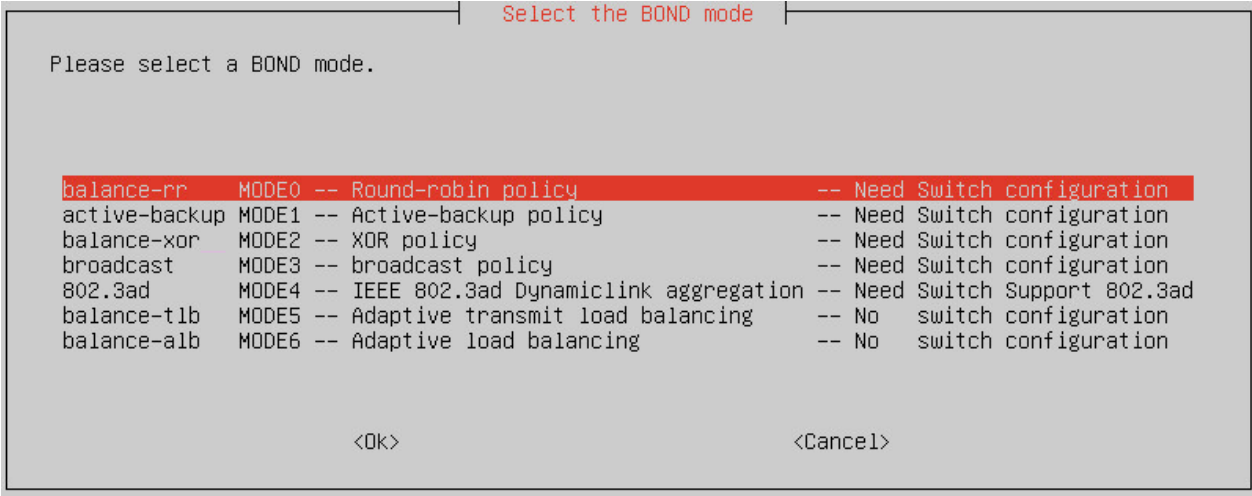 Select the BOND mode
Please select a BOND mode.
balance-rr MODE0 -- Round-robin policy -- Need Switch configuration
active-backup MODE1 -- Active-backup policy -- Need Switch configuration
balance-xor MODE2 -- XOR policy -- Need Switch configuration
broadcast MODE3 -- broadcast policy -- Need Switch configuration
802.3ad MODE4 -- IEEE 802.3ad Dynamiclink aggregation -- Need Switch Support 802.3ad
balance-tlb MODE5 -- Adaptive transmit load balancing -- No switch configuration
balance-alb MODE6 -- Adaptive load balancing -- No switch configuration
<Ok> <Cancel>